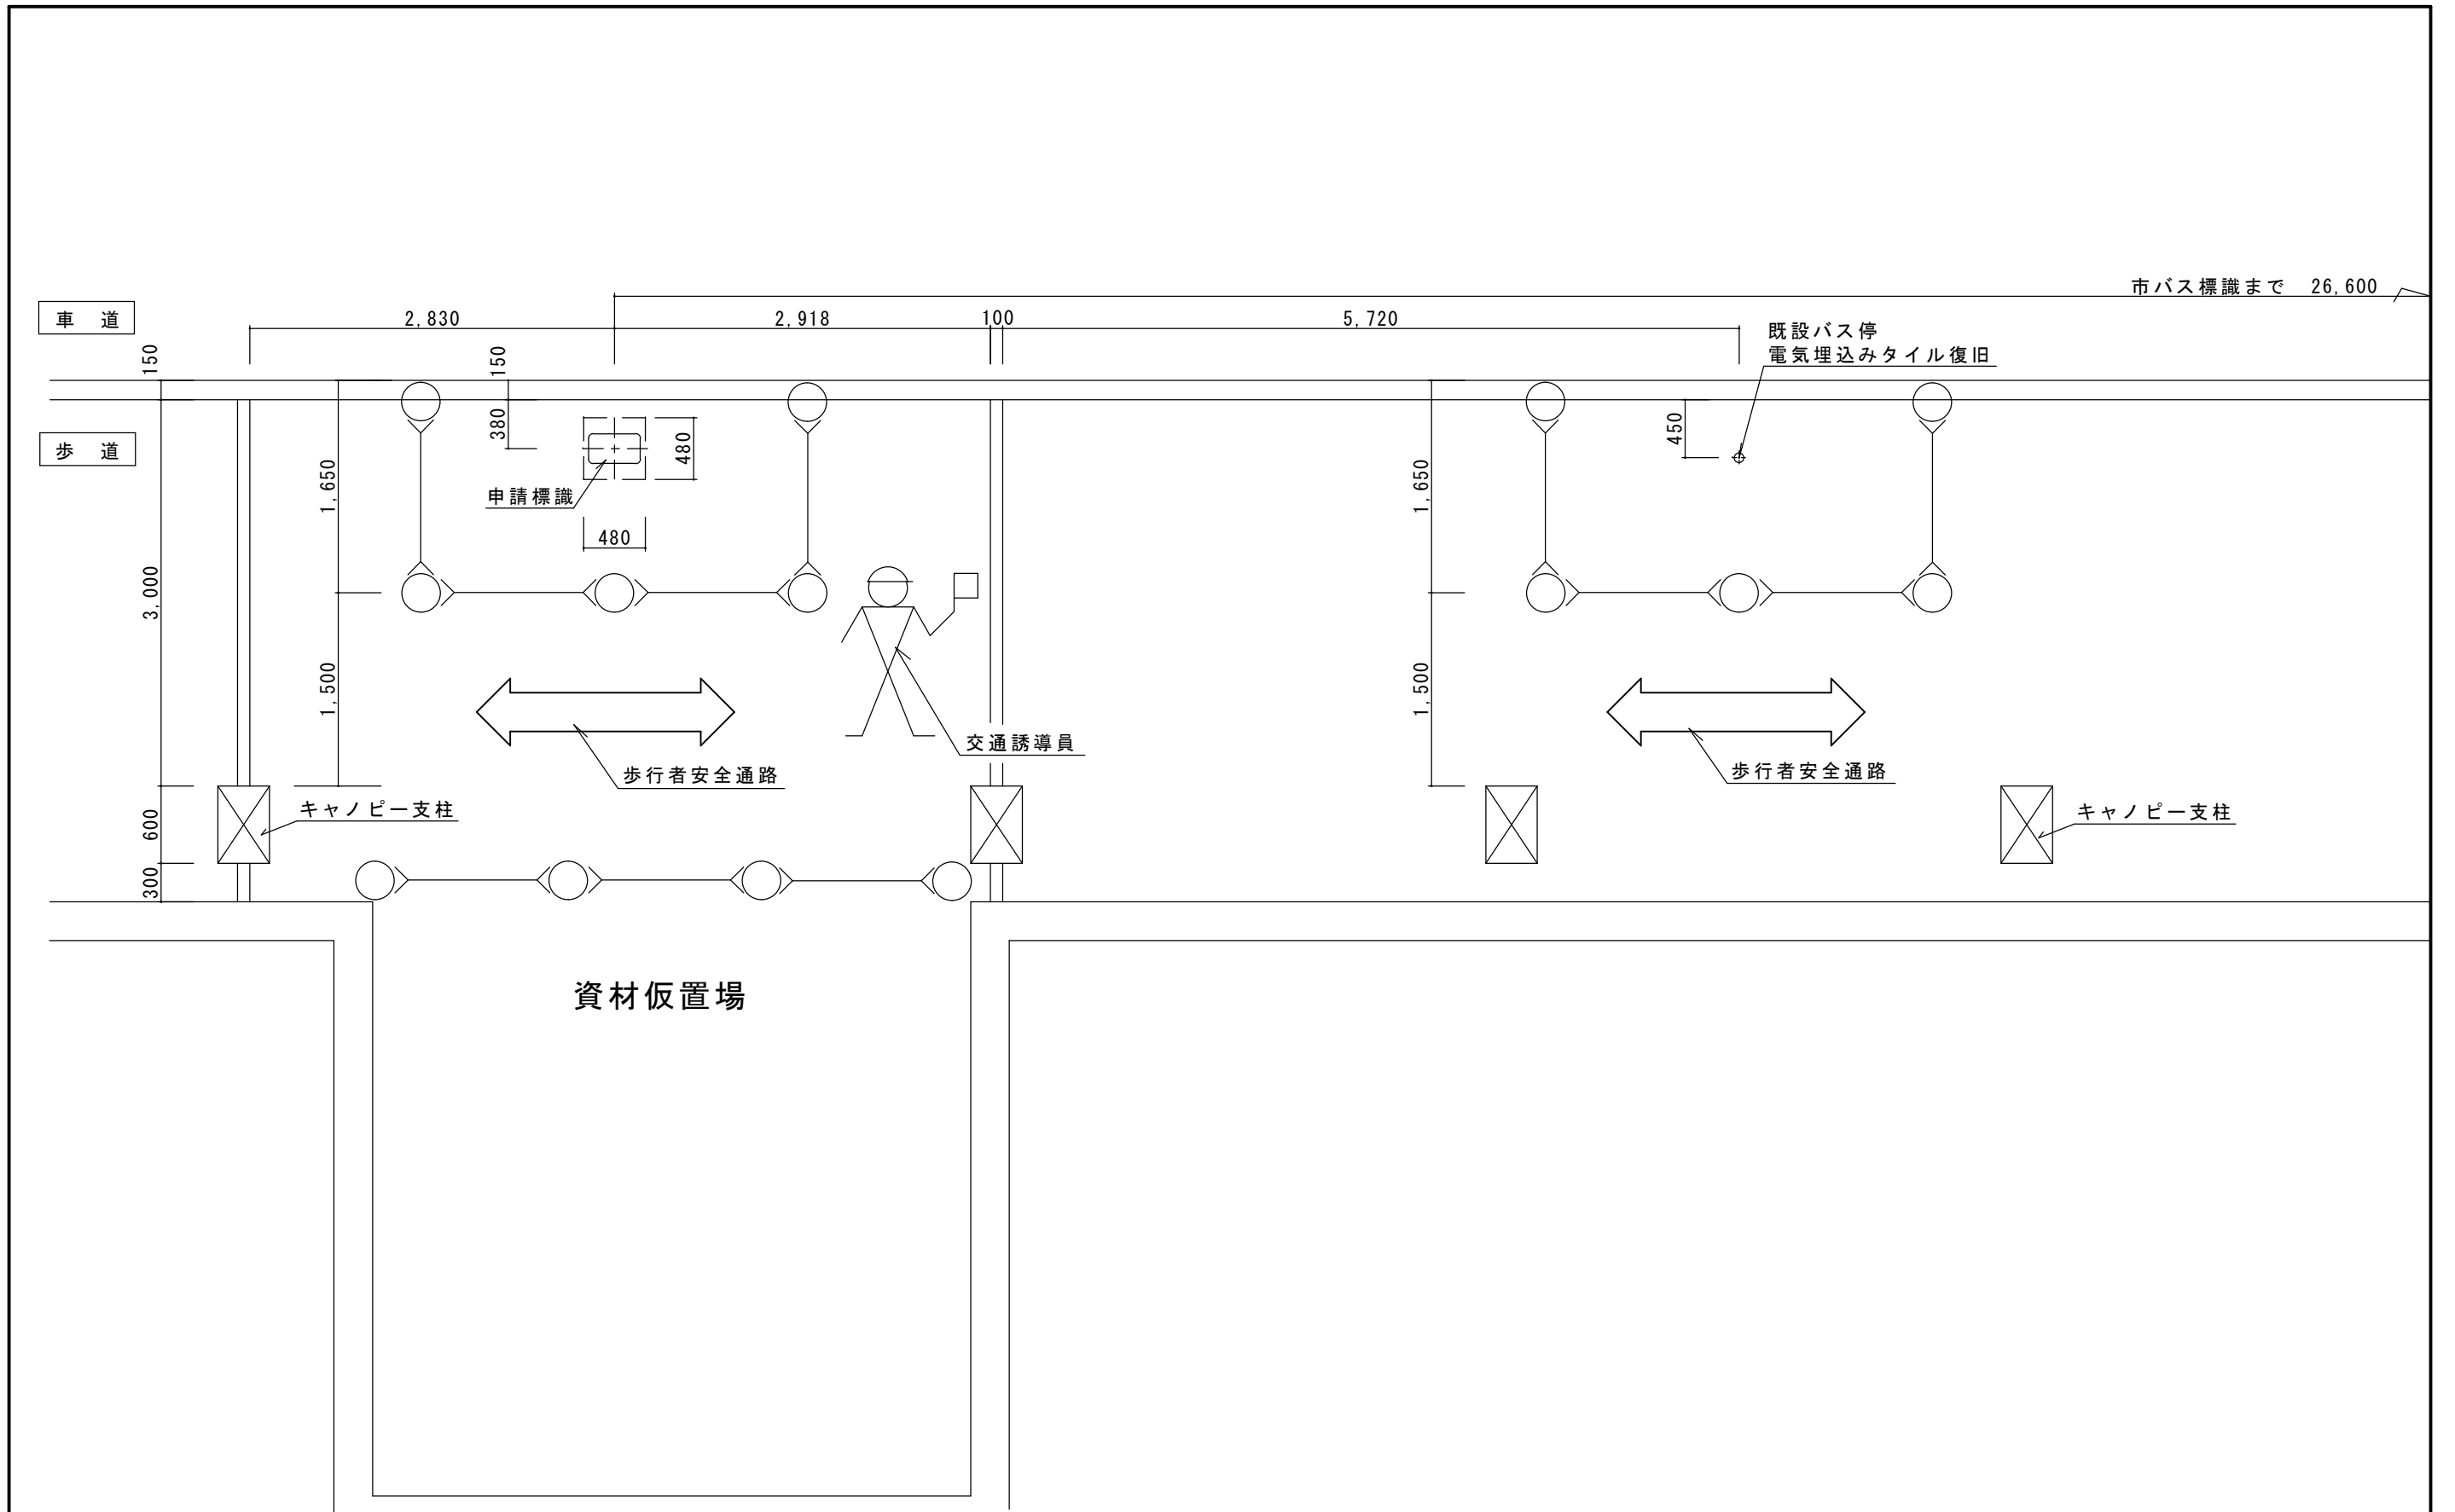 市バス標識まで 26,600
車 道
2,830
2,918
100
5,720
既設バス停
電気埋込みタイル復旧
150
150
380
480
450
歩 道
1,650
申請標識
480
1,650
3,000
1,500
1,500
交通誘導員
歩行者安全通路
歩行者安全通路
キャノピー支柱
キャノピー支柱
600
300
資材仮置場